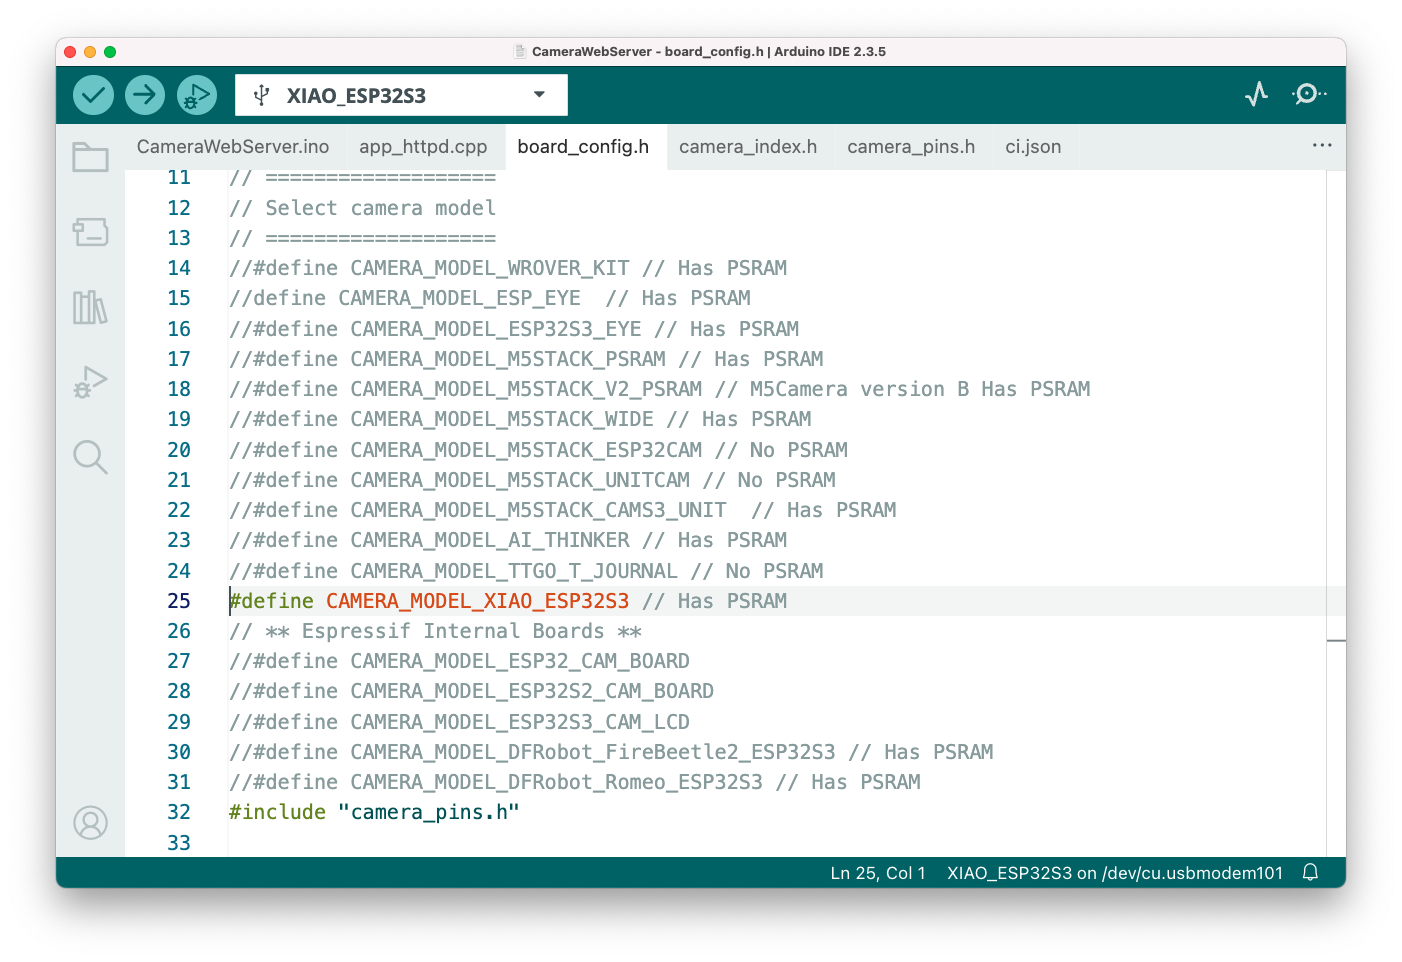 CameraWebServer - board_config.h | Arduino IDE 2.3.5
XIAO_ESP32S3
CameraWebServer.ino app_httpd.cpp board_config.h camera_index.h camera_pins.h ci.json ···
11 // ===================
12 // Select camera model
13 // ===================
14 //#define CAMERA_MODEL_WROVER_KIT // Has PSRAM
15 //define CAMERA_MODEL_ESP_EYE  // Has PSRAM
16 //#define CAMERA_MODEL_ESP32S3_EYE // Has PSRAM
17 //#define CAMERA_MODEL_M5STACK_PSRAM // Has PSRAM
18 //#define CAMERA_MODEL_M5STACK_V2_PSRAM // M5Camera version B Has PSRAM
19 //#define CAMERA_MODEL_M5STACK_WIDE // Has PSRAM
20 //#define CAMERA_MODEL_M5STACK_ESP32CAM // No PSRAM
21 //#define CAMERA_MODEL_M5STACK_UNITCAM // No PSRAM
22 //#define CAMERA_MODEL_M5STACK_CAMS3_UNIT  // Has PSRAM
23 //#define CAMERA_MODEL_AI_THINKER // Has PSRAM
24 //#define CAMERA_MODEL_TTGO_T_JOURNAL // No PSRAM
25 #define CAMERA_MODEL_XIAO_ESP32S3 // Has PSRAM
26 // ** Espressif Internal Boards **
27 //#define CAMERA_MODEL_ESP32_CAM_BOARD
28 //#define CAMERA_MODEL_ESP32S2_CAM_BOARD
29 //#define CAMERA_MODEL_ESP32S3_CAM_LCD
30 //#define CAMERA_MODEL_DFRobot_FireBeetle2_ESP32S3 // Has PSRAM
31 //#define CAMERA_MODEL_DFRobot_Romeo_ESP32S3 // Has PSRAM
32 #include "camera_pins.h"
33
Ln 25, Col 1 XIAO_ESP32S3 on /dev/cu.usbmodem101